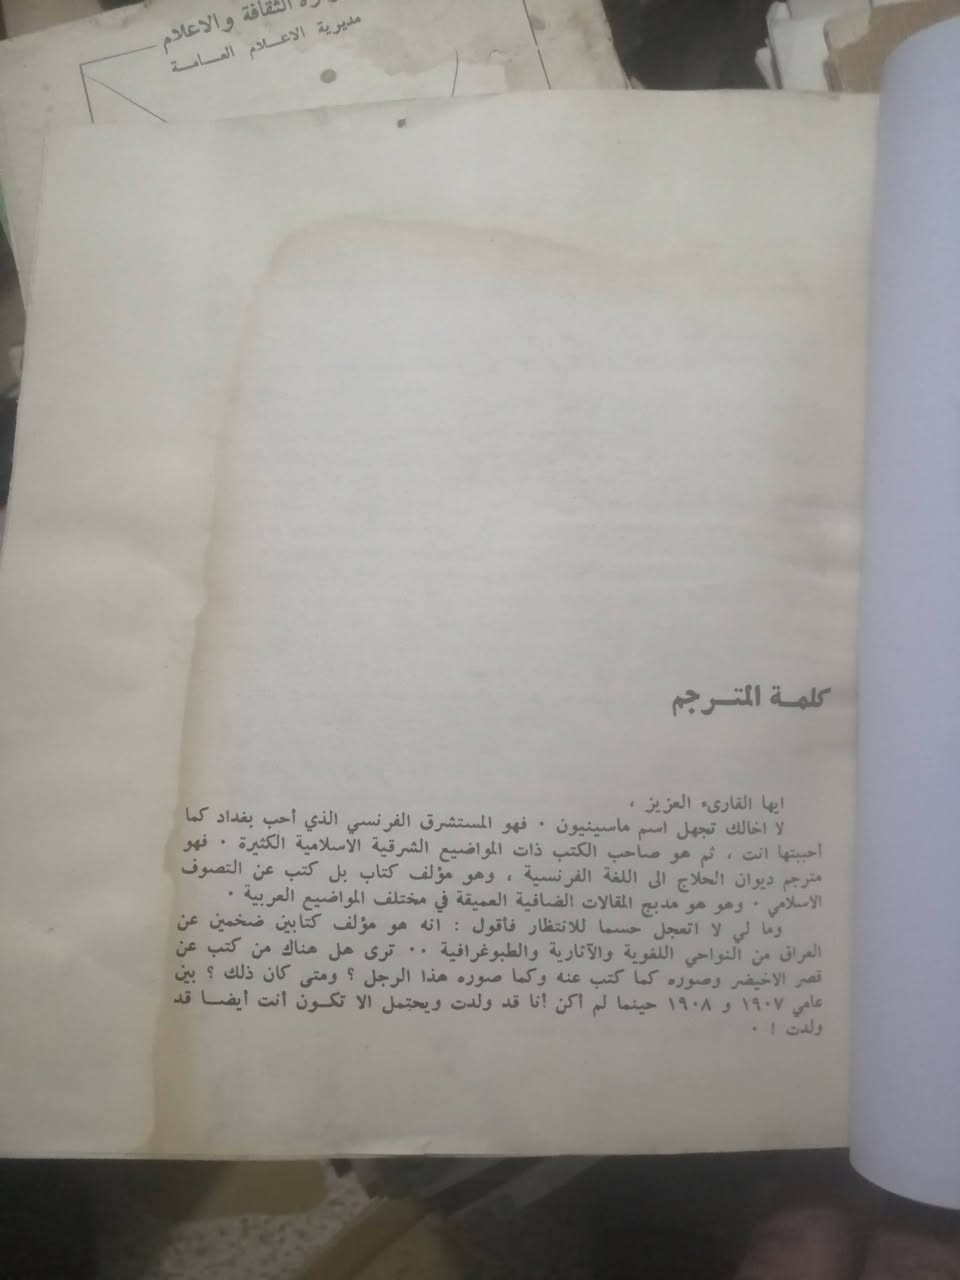 الثقافة والاعلام
مديرية الاعلام العامة
كلمة المترجم
ايها القارىء العزيز ،
لا اخالك تجهل اسم ماسينيون . فهو المستشرق الفرنسي الذي أحب بغداد كما
أحببتها انت ، ثم هو صاحب الكتب ذات المواضيع الشرقية الاسلامية الكثيرة . فهو
مترجم ديوان الحلاج الى اللغة الفرنسية ، وهو مؤلف كتاب بل كتب عن التصوف
الاسلامي . وهو هو مدبج المقالات الضافية العميقة في مختلف المواضيع العربية .
وما لي لا اتعجل حسما للانتظار فأقول : انه هو مؤلف كتابين ضخمين عن
العراق من النواحي اللغوية والآثارية والطبوغرافية .. ترى هل هناك من كتب عن
قصر الاخيضر وصوره كما كتب عنه وكما صوره هذا الرجل ؟ ومتى كان ذلك ؟ بين
عامي ١٩٠٧ و ١٩٠٨ حينما لم أكن أنا قد ولدت ويحتمل الا تكون أنت أيضا قد
ولدت ! .